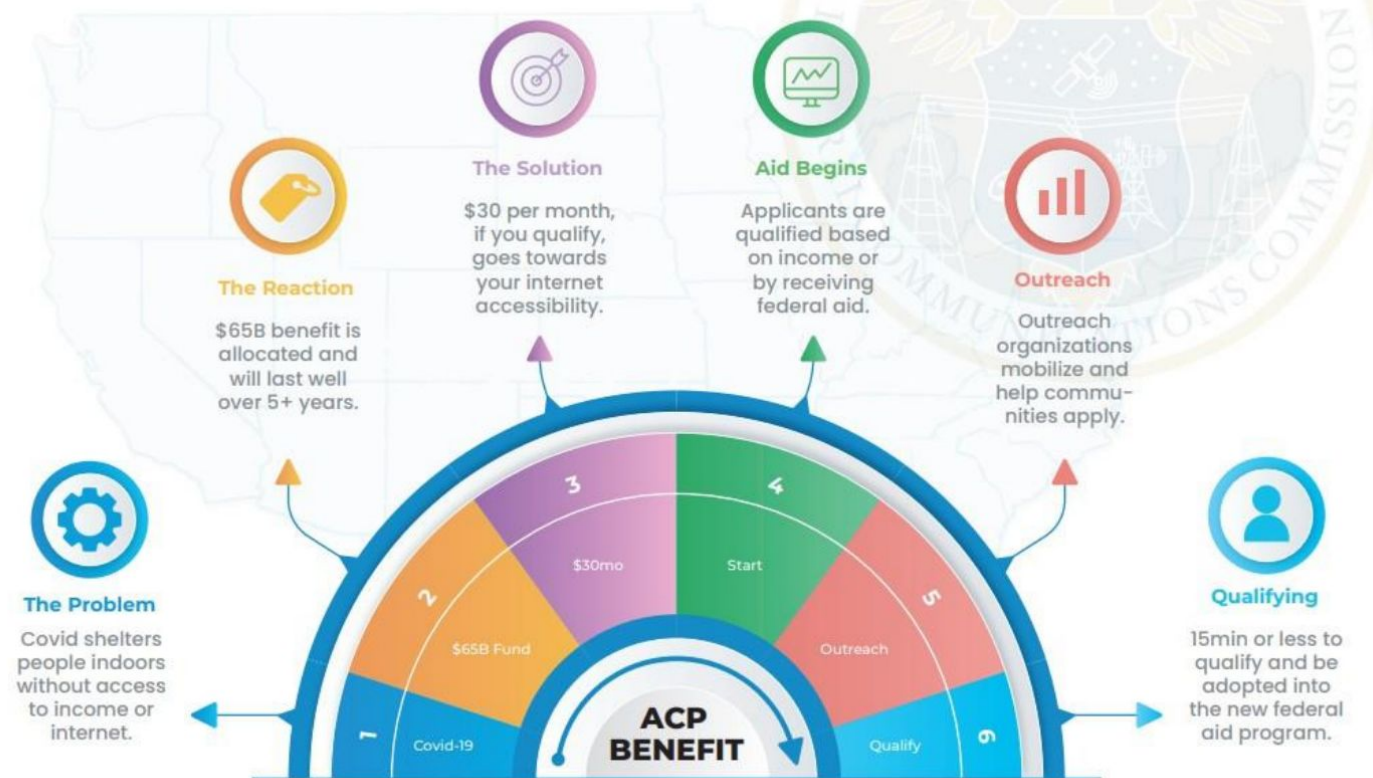 The Problem
Covid shelters
people indoors
without access
to income or
internet.
The Reaction
$65B benefit is
allocated and
will last well
over 5+ years.
The Solution
$30 per month,
if you qualify,
goes towards
your internet
accessibility.
Aid Begins
Applicants are
qualified based
on income or
by receiving
federal aid.
Outreach
Outreach
organizations
mobilize and
help commu-
nities apply.
Qualifying
15min or less to
qualify and be
adopted into
the new federal
aid program.
1
Covid-19
2
$65B Fund
3
$30mo
4
Start
5
Outreach
6
Qualify
ACP
BENEFIT
COMMUNICATIONS COMMISSION